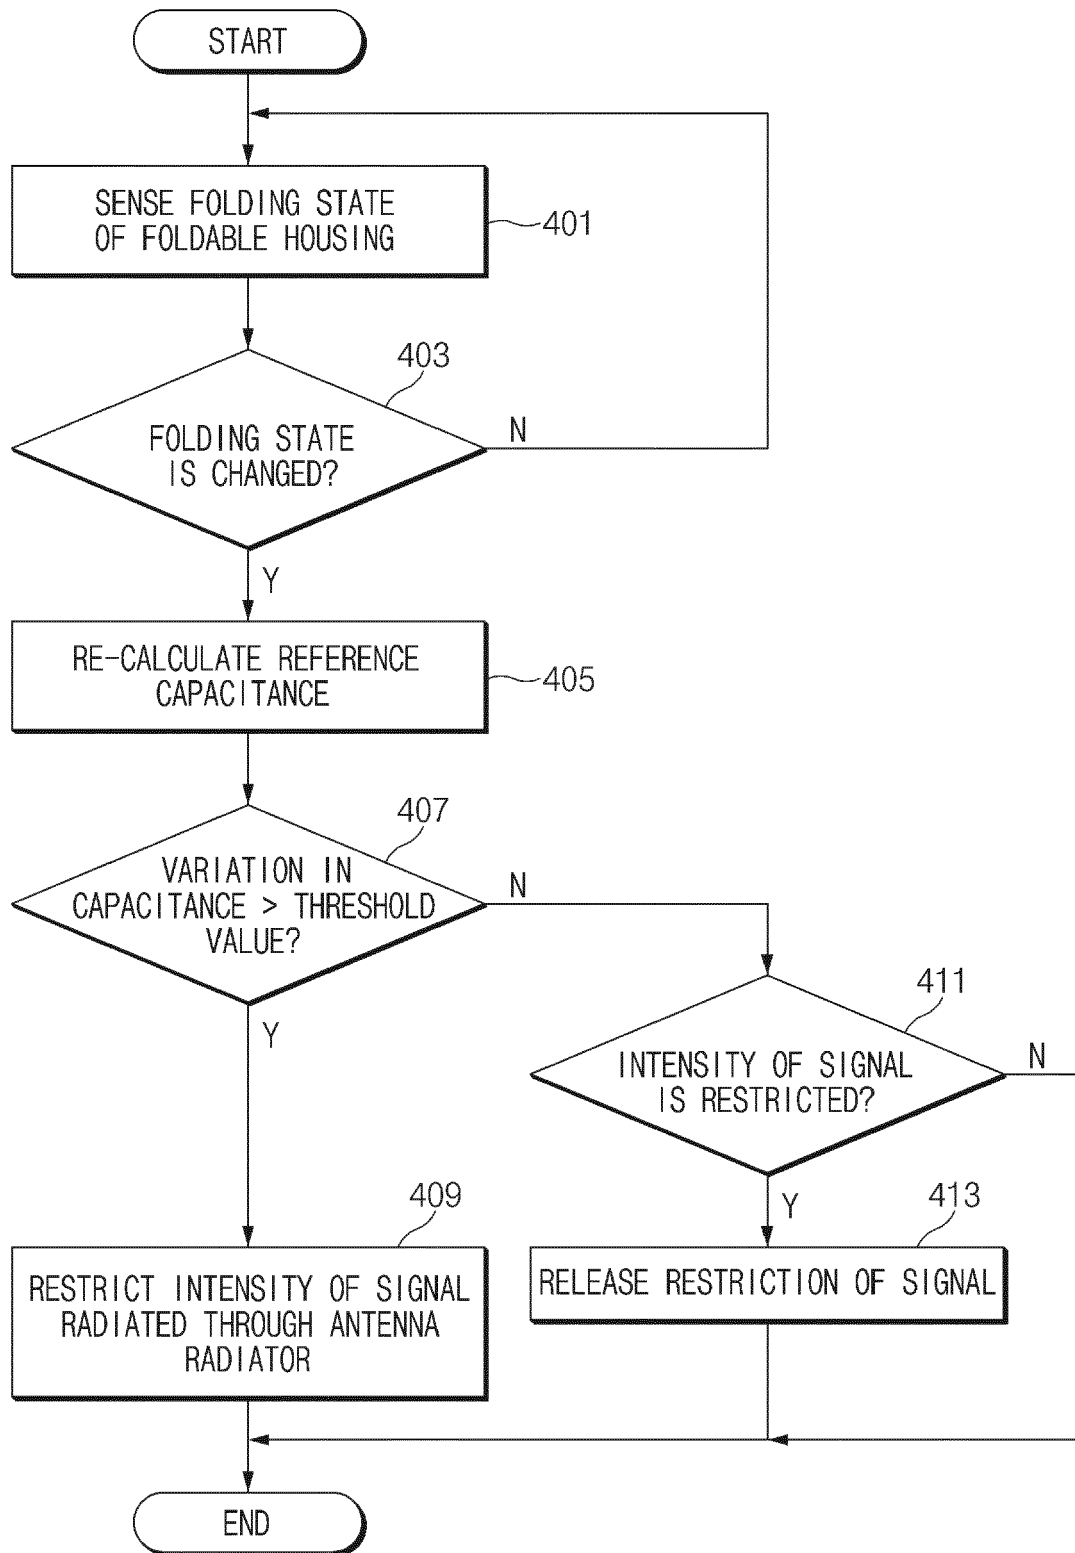 START
SENSE FOLDING STATE
OF FOLDABLE HOUSING
401
403
FOLDING STATE
IS CHANGED?
N
Y
RE-CALCULATE REFERENCE
CAPACITANCE
405
407
VARIATION IN
CAPACITANCE > THRESHOLD
VALUE?
N
Y
411
INTENSITY OF SIGNAL
IS RESTRICTED?
N
Y
409
RESTRICT INTENSITY OF SIGNAL
RADIATED THROUGH ANTENNA
RADIATOR
413
RELEASE RESTRICTION OF SIGNAL
END